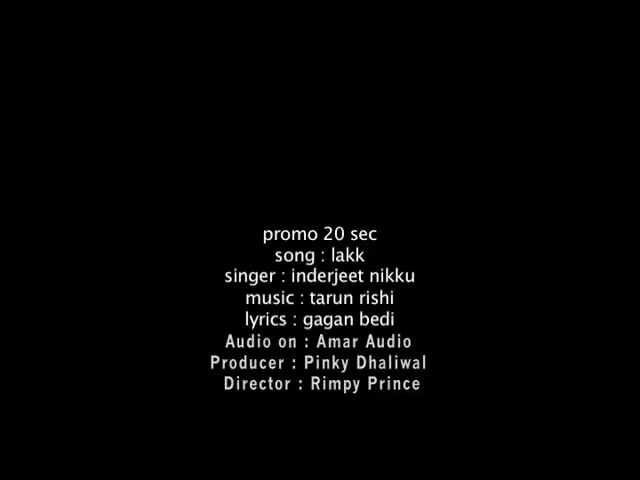 promo 20 sec
song : lakk
singer : inderjeet nikku
music : tarun rishi
lyrics : gagan bedi
Audio on : Amar Audio
Producer : Pinky Dhaliwal
Director : Rimpy Prince